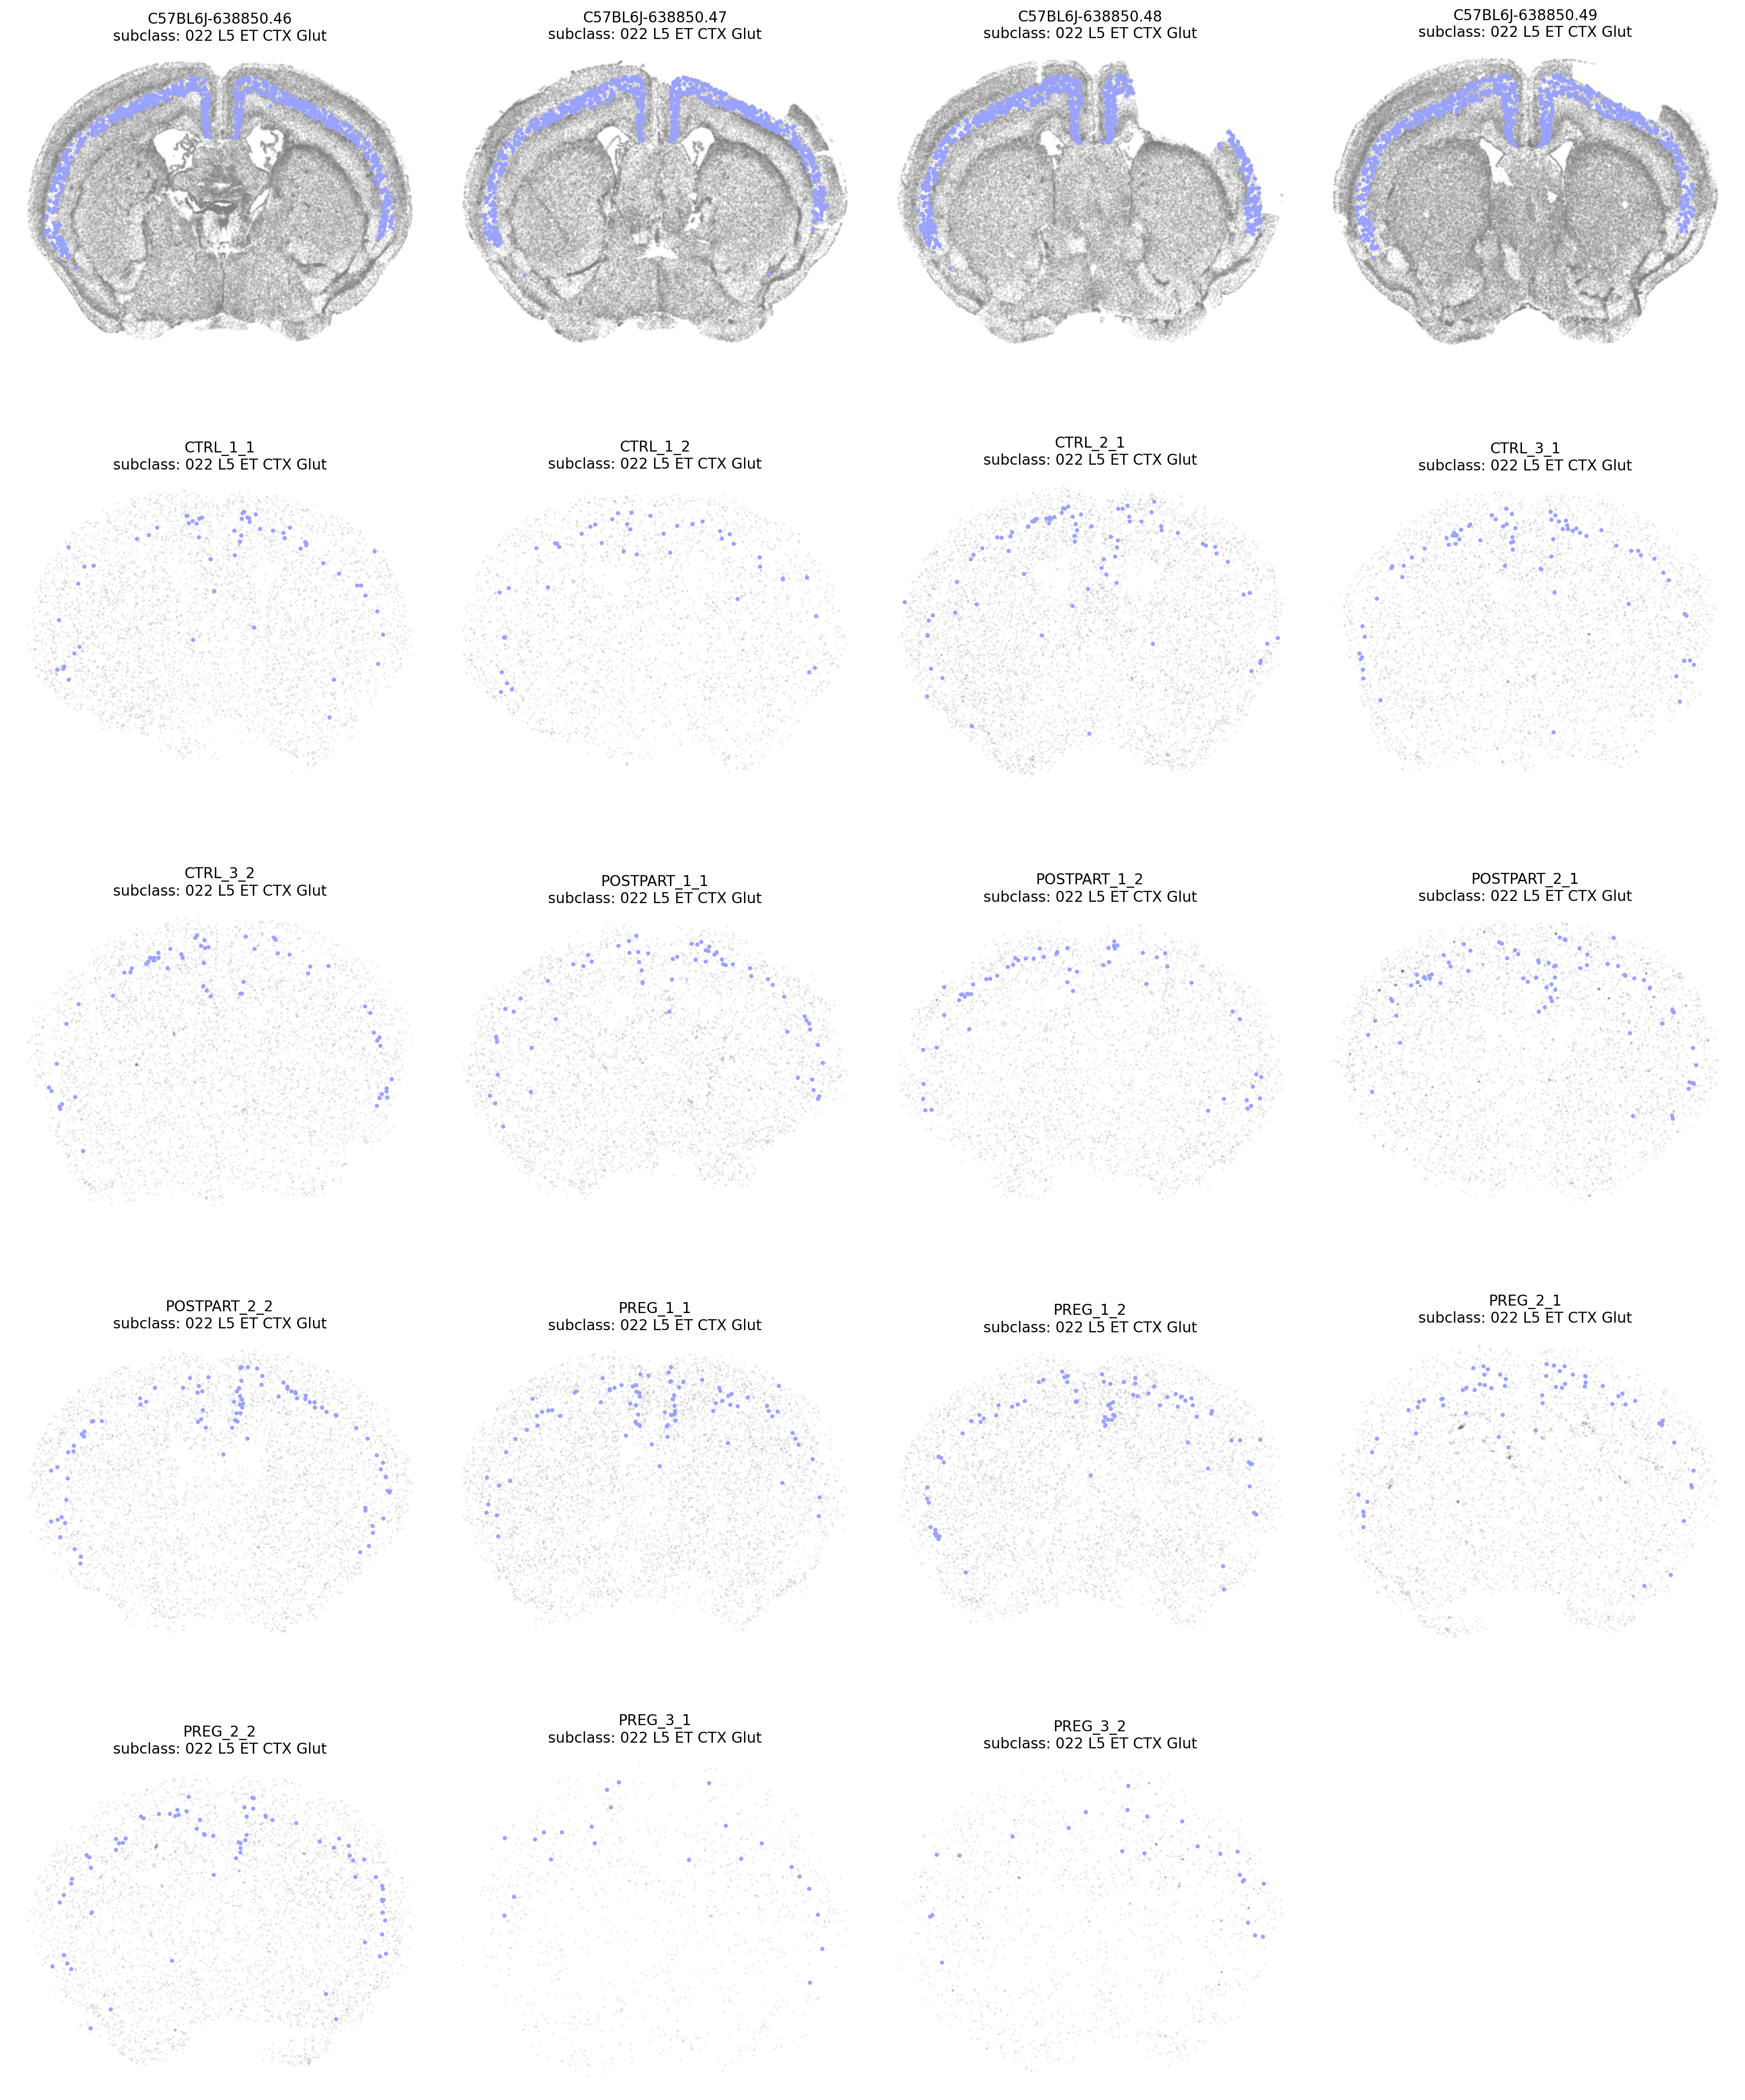 C57BL6J-638850.46
subclass: 022 L5 ET CTX Glut
C57BL6J-638850.47
subclass: 022 L5 ET CTX Glut
C57BL6J-638850.48
subclass: 022 L5 ET CTX Glut
C57BL6J-638850.49
subclass: 022 L5 ET CTX Glut
CTRL_1_1
subclass: 022 L5 ET CTX Glut
CTRL_1_2
subclass: 022 L5 ET CTX Glut
CTRL_2_1
subclass: 022 L5 ET CTX Glut
CTRL_3_1
subclass: 022 L5 ET CTX Glut
CTRL_3_2
subclass: 022 L5 ET CTX Glut
POSTPART_1_1
subclass: 022 L5 ET CTX Glut
POSTPART_1_2
subclass: 022 L5 ET CTX Glut
POSTPART_2_1
subclass: 022 L5 ET CTX Glut
POSTPART_2_2
subclass: 022 L5 ET CTX Glut
PREG_1_1
subclass: 022 L5 ET CTX Glut
PREG_1_2
subclass: 022 L5 ET CTX Glut
PREG_2_1
subclass: 022 L5 ET CTX Glut
PREG_2_2
subclass: 022 L5 ET CTX Glut
PREG_3_1
subclass: 022 L5 ET CTX Glut
PREG_3_2
subclass: 022 L5 ET CTX Glut